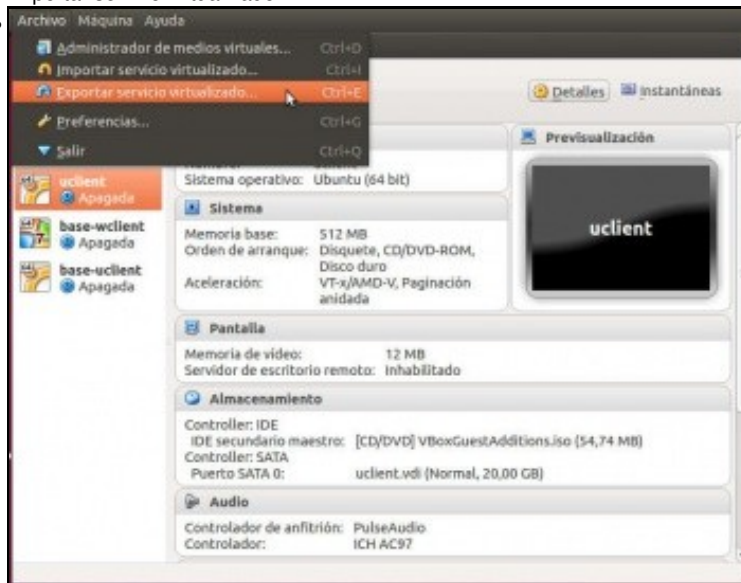 Archivo Máquina Ayuda
Administrador de medios virtuales... Ctrl+D
Importar servicio virtualizado... Ctrl+I
Exportar servicio virtualizado... Ctrl+E
Preferencias... Ctrl+G
Salir Ctrl+Q
Detalles Instantáneas
uclient
Apagada
base-wclient
Apagada
base-uclient
Apagada
Sistema operativo: Ubuntu (64 bit)
Sistema
Memoria base: 512 MB
Orden de arranque: Disquete, CD/DVD-ROM,
Disco duro
Aceleración: VT-x/AMD-V, Paginación
anidada
Previsualización
uclient
Pantalla
Memoria de vídeo: 12 MB
Servidor de escritorio remoto: Inhabilitado
Almacenamiento
Controller: IDE
IDE secundario maestro: [CD/DVD] VBoxGuestAdditions.iso (54,74 MB)
Controller: SATA
Puerto SATA 0: uclient.vdi (Normal, 20,00 GB)
Audio
Controlador de anfitrión: PulseAudio
Controlador: ICH AC97